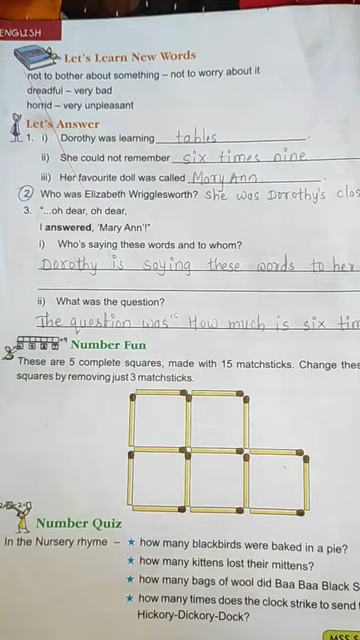 ENGLISH
Let's Learn New Words
not to bother about something – not to worry about it
dreadful – very bad
horrid – very unpleasant
Let's Answer
1. i) Dorothy was learning tables.
ii) She could not remember six times nine
iii) Her favourite doll was called Mary Ann.
2 Who was Elizabeth Wrigglesworth? She was Dorothy's clas
3. "...oh dear, oh dear,
I answered, 'Mary Ann'!"
i) Who's saying these words and to whom?
Dorothy is saying these words to her
ii) What was the question?
The question was " How much is six tim
Number Fun
These are 5 complete squares, made with 15 matchsticks. Change thes
squares by removing just 3 matchsticks.
Number Quiz
In the Nursery rhyme – ★ how many blackbirds were baked in a pie?
★ how many kittens lost their mittens?
★ how many bags of wool did Baa Baa Black S
★ how many times does the clock strike to send t
Hickory-Dickory-Dock?